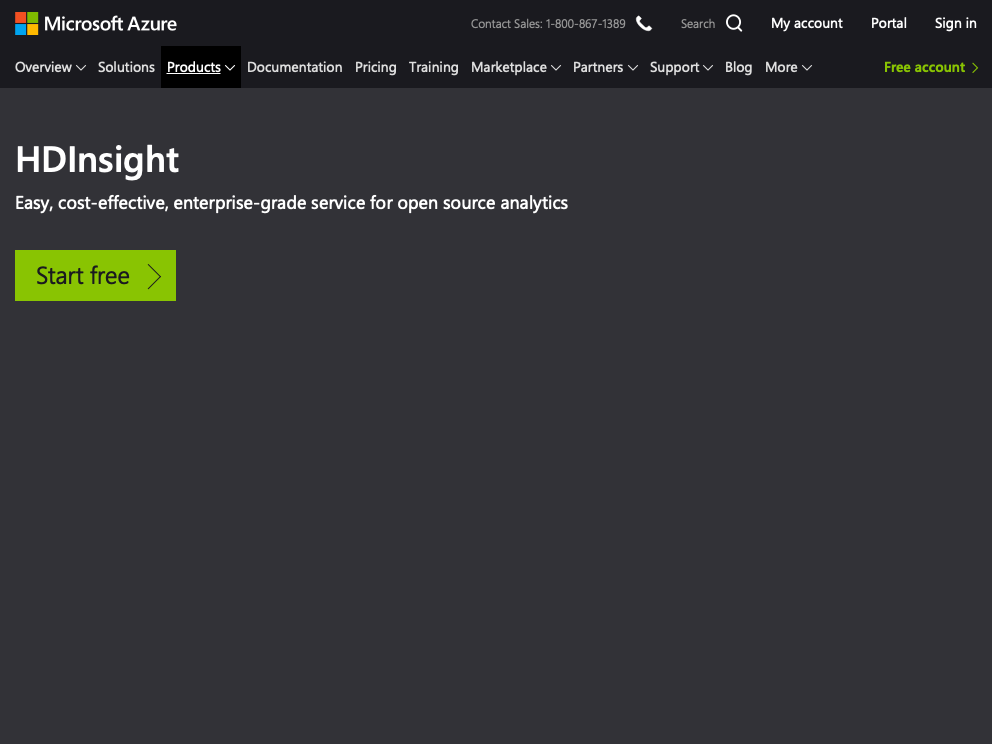 Microsoft Azure Contact Sales: 1-800-867-1389 Search My account Portal Sign in
Overview Solutions Products Documentation Pricing Training Marketplace Partners Support Blog More Free account
HDInsight
Easy, cost-effective, enterprise-grade service for open source analytics
Start free